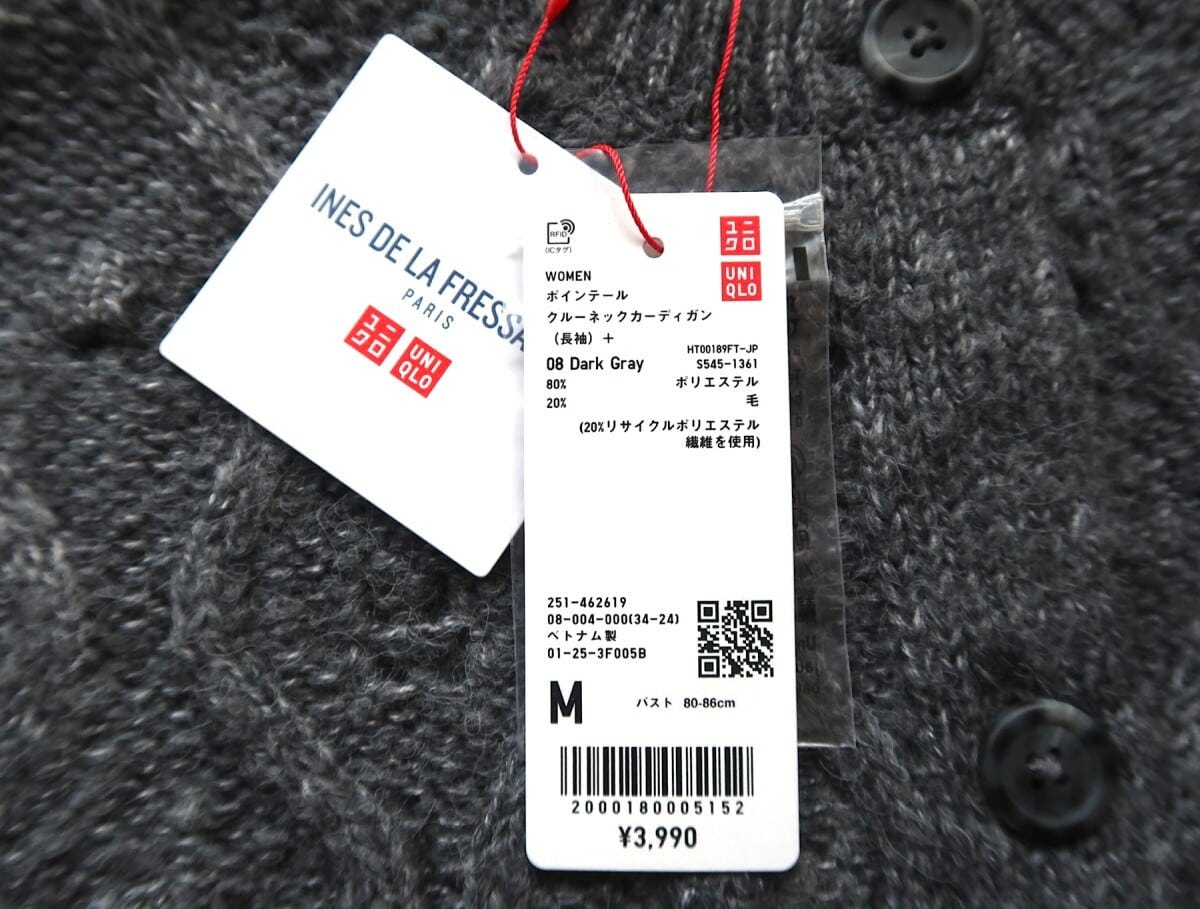 INES DE LA FRESSA
PARIS
ユニ
クロ
UNI
QLO
RFID
(ICタグ)
ユニ
クロ
UNI
QLO
WOMEN
ポインテール
クルーネックカーディガン
(長袖)+
HT00189FT-JP
08 Dark Gray S545-1361
80% ポリエステル
20% 毛
(20%リサイクルポリエステル
繊維を使用)
251-462619
08-004-000(34-24)
ベトナム製
01-25-3F005B
M バスト 80-86cm
2000180005152
¥3,990